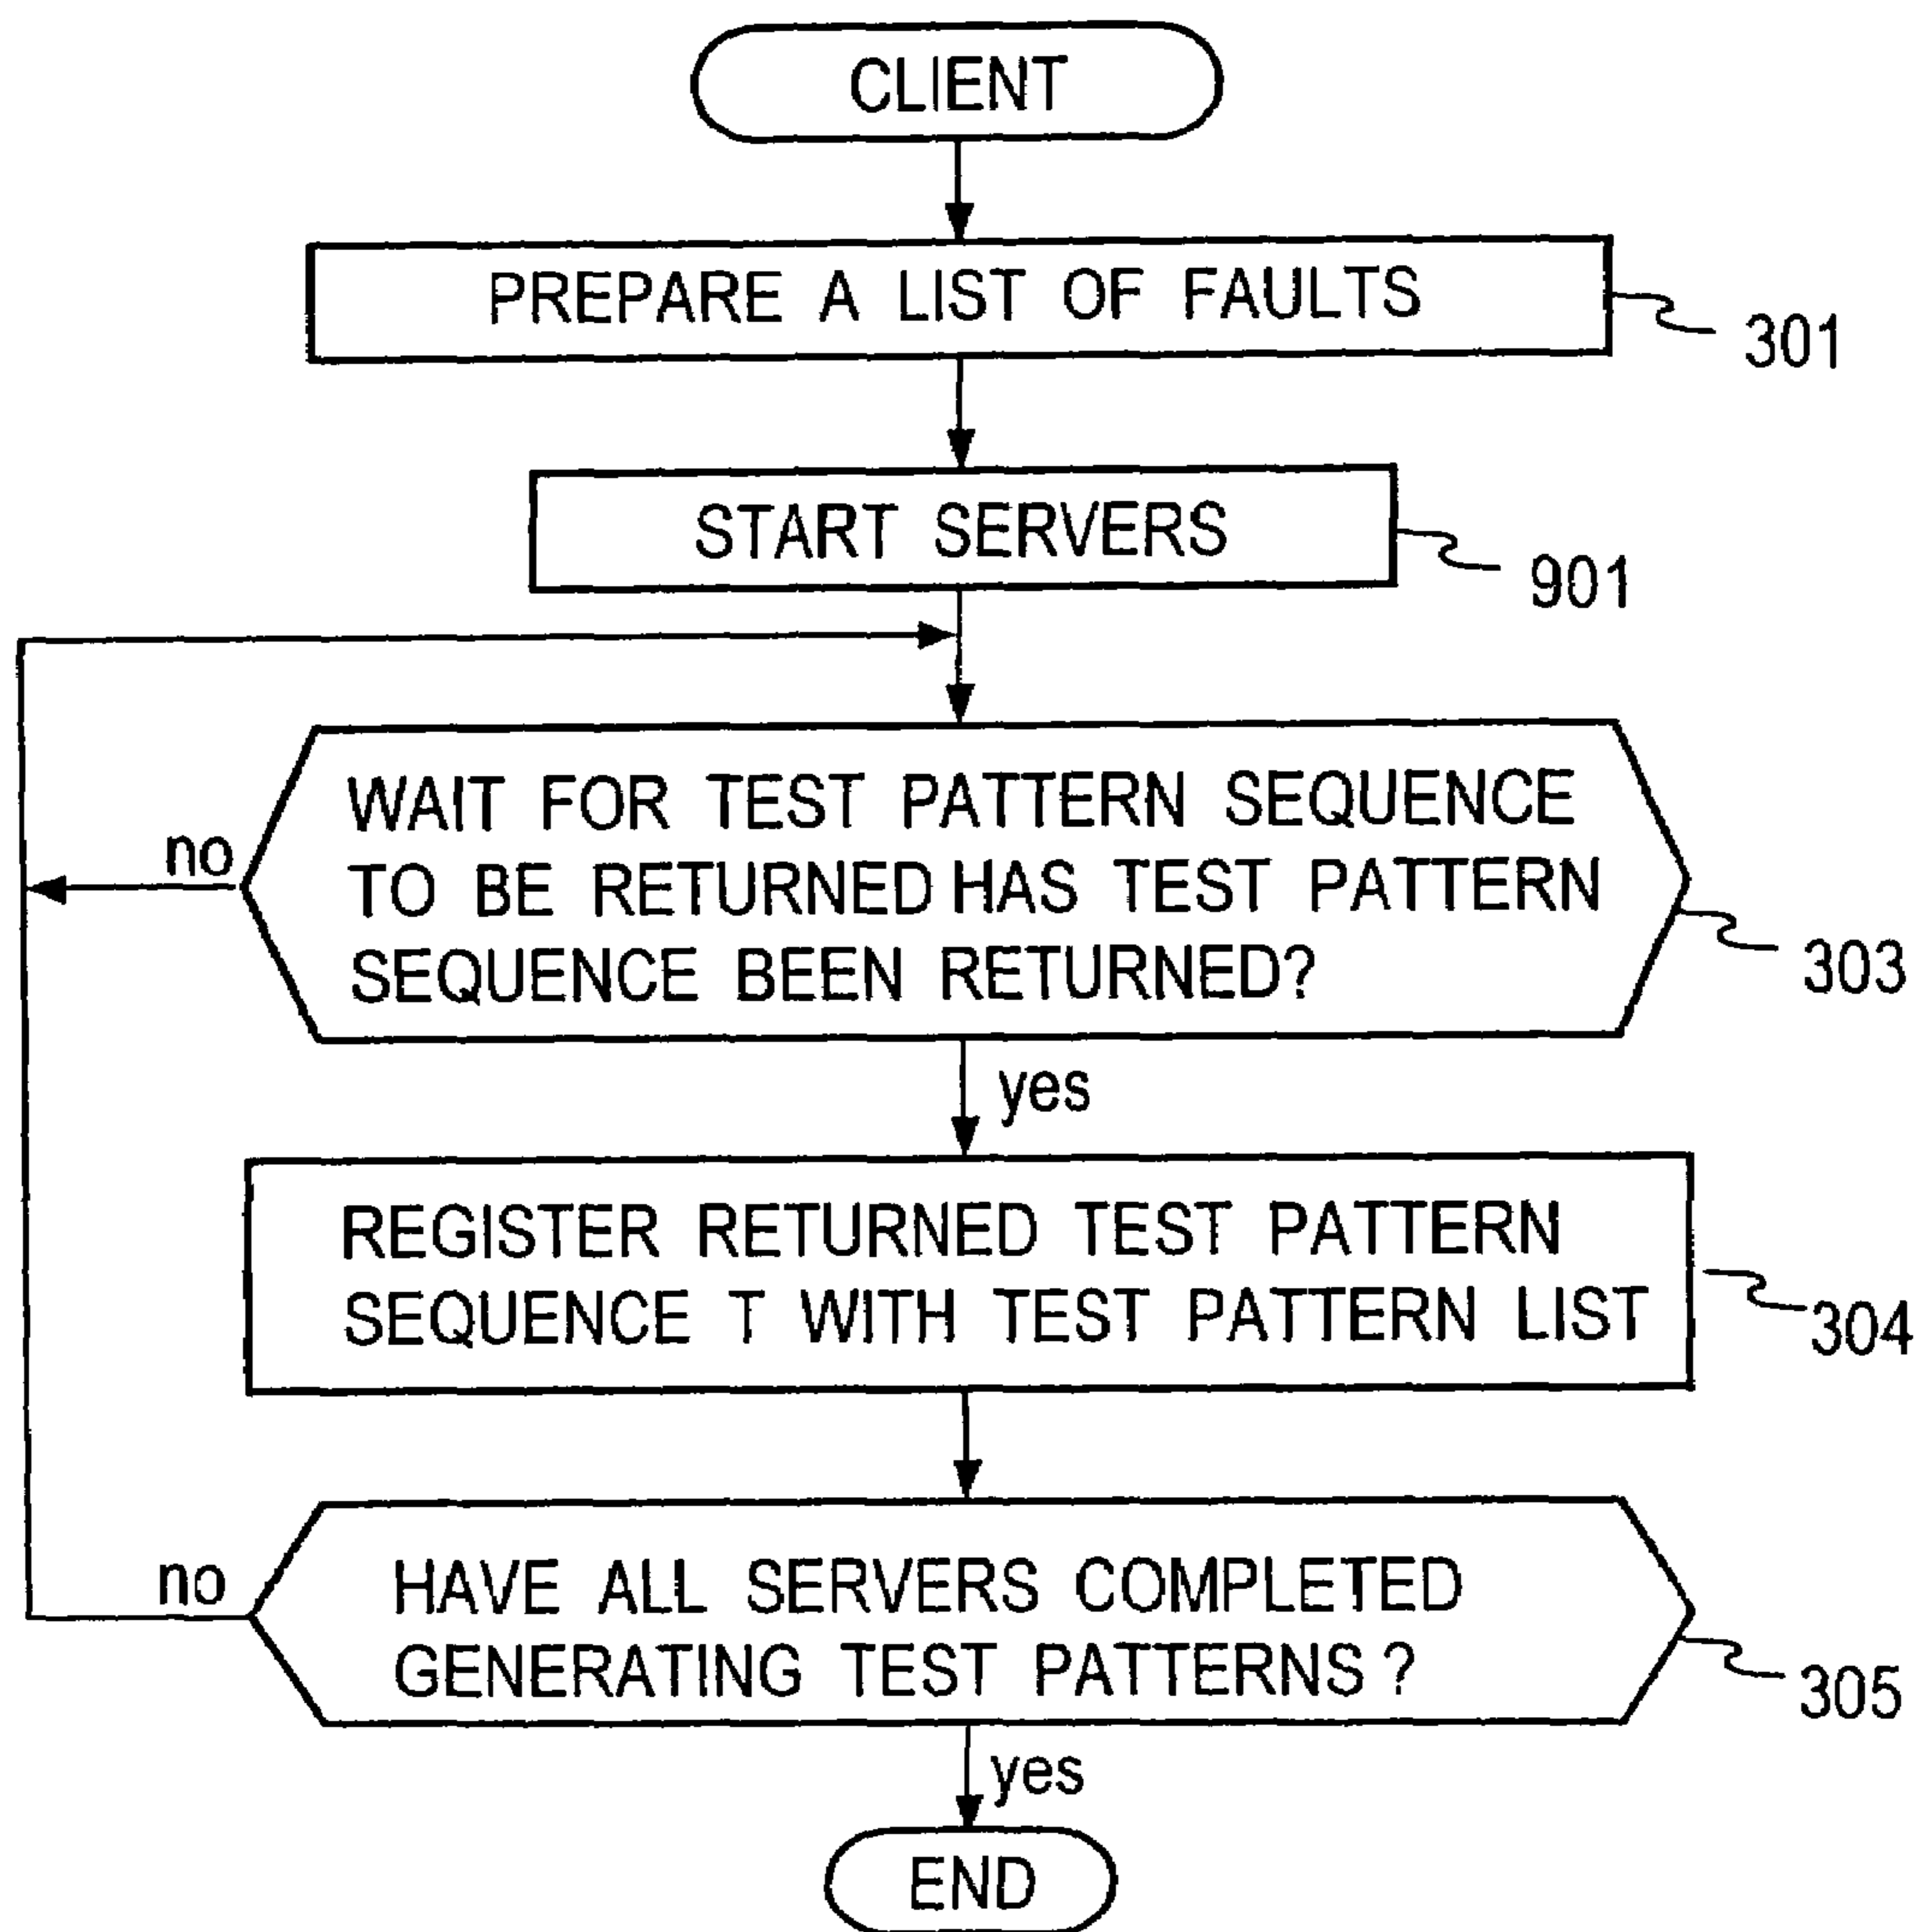 CLIENT
PREPARE A LIST OF FAULTS
301
START SERVERS
901
WAIT FOR TEST PATTERN SEQUENCE
TO BE RETURNED HAS TEST PATTERN
SEQUENCE BEEN RETURNED?
no
303
yes
REGISTER RETURNED TEST PATTERN
SEQUENCE T WITH TEST PATTERN LIST
304
HAVE ALL SERVERS COMPLETED
GENERATING TEST PATTERNS ?
no
305
yes
END